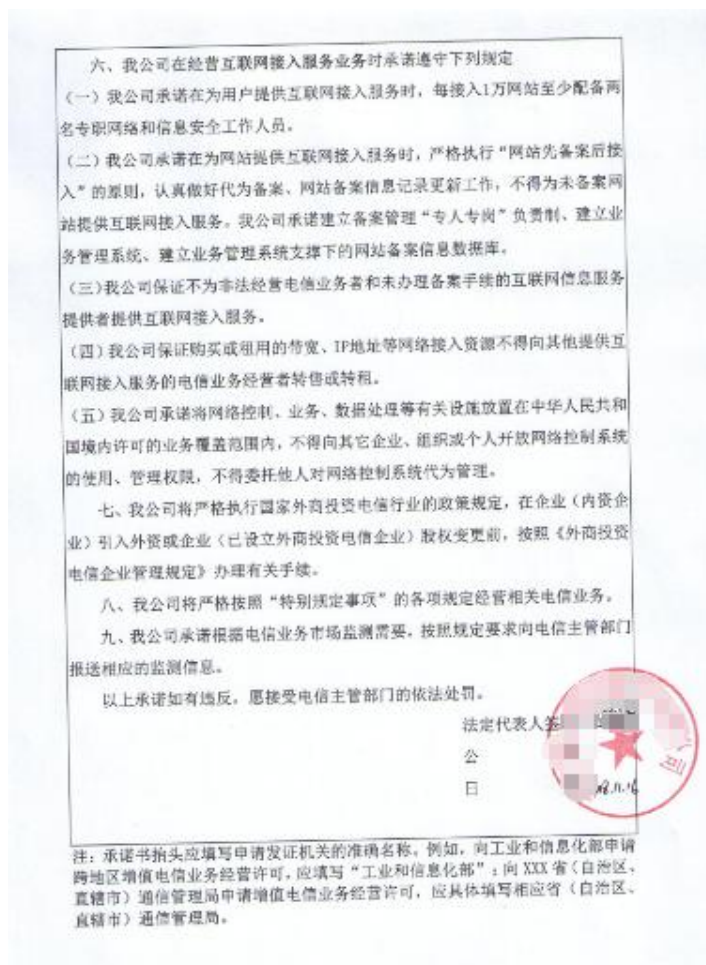 六、我公司在经营互联网接入服务业务时承诺遵守下列规定
（一）我公司承诺在为用户提供互联网接入服务时，每接入1万网站至少配备两
名专职网络和信息安全工作人员。
（二）我公司承诺在为网站提供互联网接入服务时，严格执行“网站先备案后接
入”的原则，认真做好代为备案、网站备案信息记录更新工作，不得为未备案网
站提供互联网接入服务。我公司承诺建立备案管理“专人专岗”负责制、建立业
务管理系统、建立业务管理系统支撑下的网站备案信息数据库。
（三）我公司保证不为非法经营电信业务者和未办理备案手续的互联网信息服务
提供者提供互联网接入服务。
（四）我公司保证购买或租用的带宽、IP地址等网络接入资源不得向其他提供互
联网接入服务的电信业务经营者转售或转租。
（五）我公司承诺将网络控制、业务、数据处理等有关设施放置在中华人民共和
国境内许可的业务覆盖范围内，不得向其它企业、组织或个人开放网络控制系统
的使用、管理权限，不得委托他人对网络控制系统代为管理。
七、我公司将严格执行国家外商投资电信行业的政策规定，在企业（内资企
业）引入外资或企业（已设立外商投资电信企业）股权变更前，按照《外商投资
电信企业管理规定》办理有关手续。
八、我公司将严格按照“特别规定事项”的各项规定经营相关电信业务。
九、我公司承诺根据电信业务市场监测需要，按照规定要求向电信主管部门
报送相应的监测信息。
以上承诺如有违反，愿接受电信主管部门的依法处罚。
法定代表人签
公
司
日
18.11.16
注：承诺书抬头应填写申请发证机关的准确名称。例如，向工业和信息化部申请
跨地区增值电信业务经营许可，应填写“工业和信息化部”；向XXX省（自治区、
直辖市）通信管理局申请增值电信业务经营许可，应具体填写相应省（自治区、
直辖市）通信管理局。